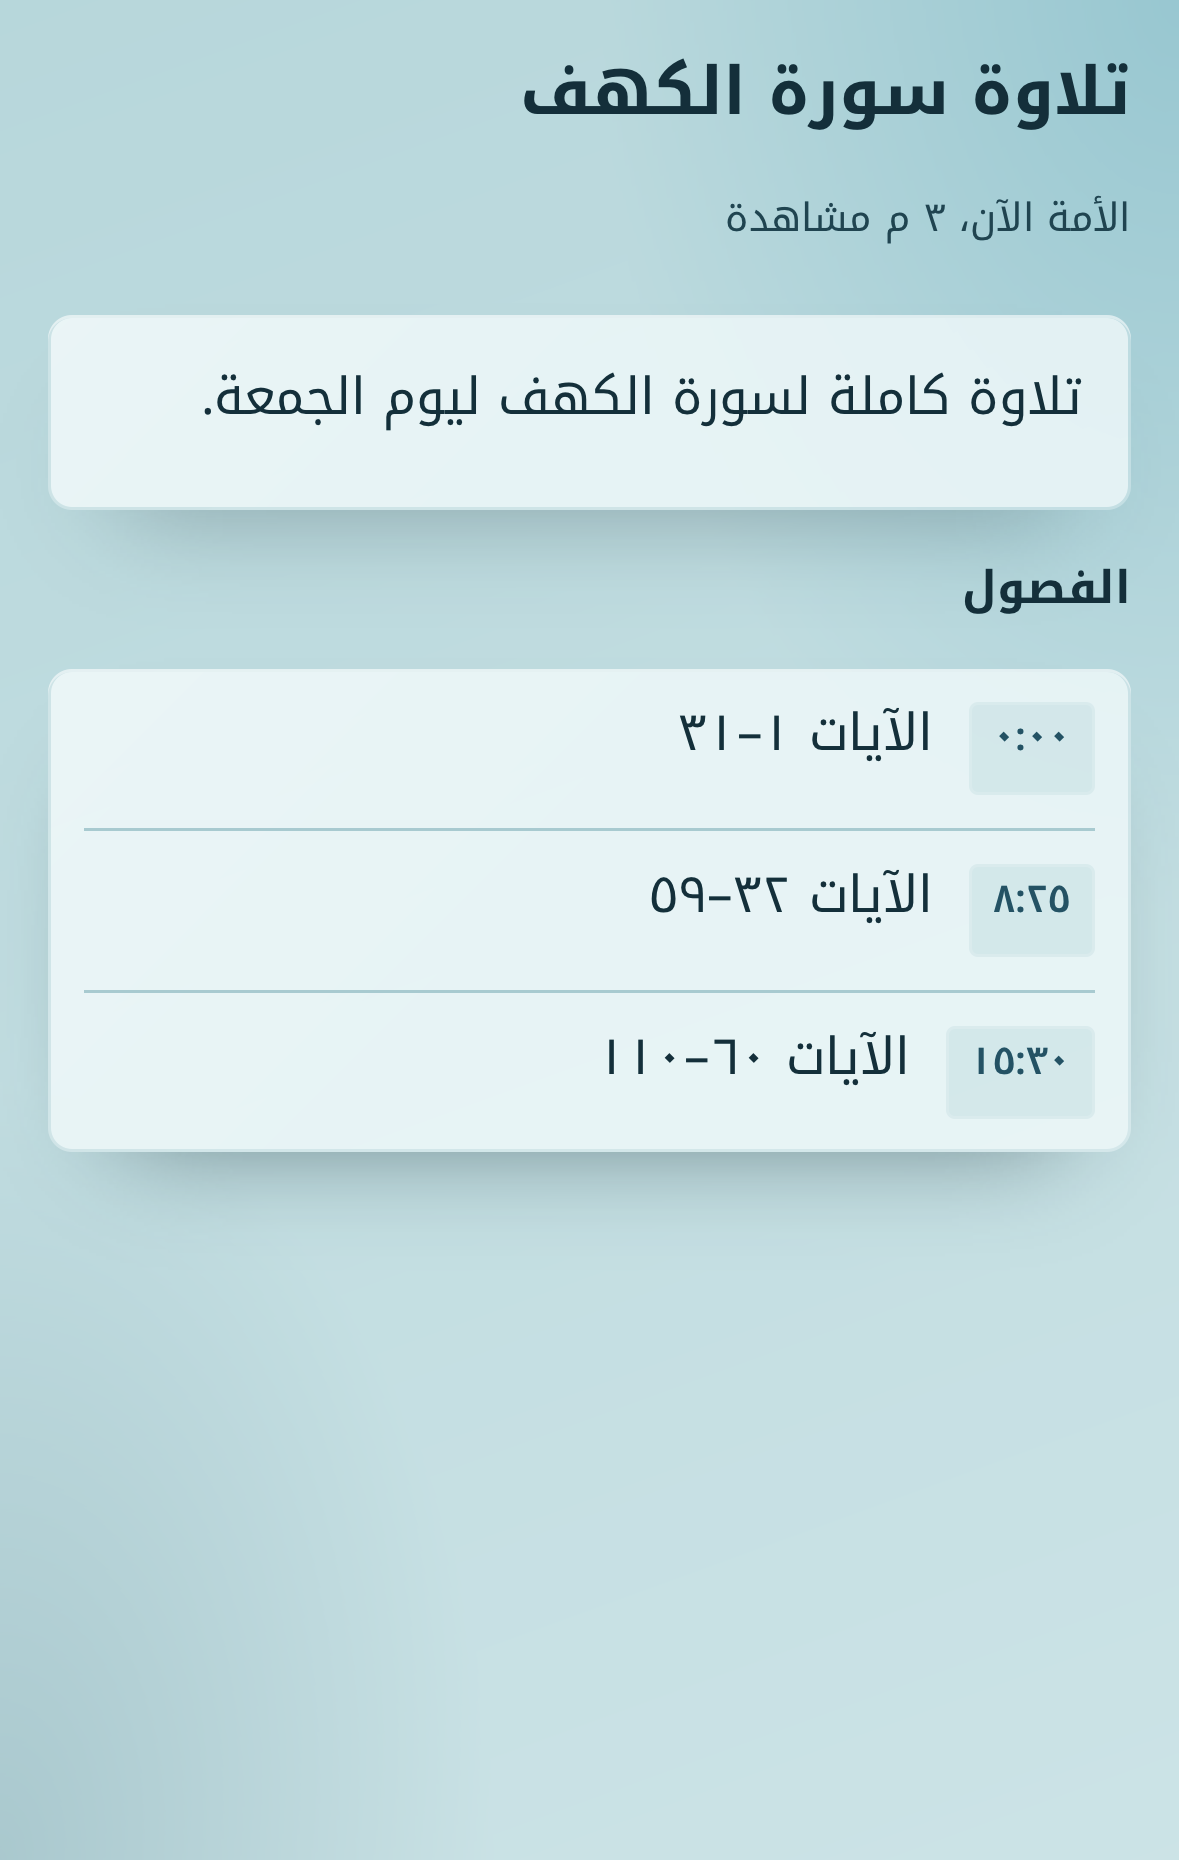 تلاوة سورة الكهف
الأمة الآن، ٣ م مشاهدة
تلاوة كاملة لسورة الكهف ليوم الجمعة.
الفصول
٠:٠٠ الآيات ١–٣١
٨:٢٥ الآيات ٣٢–٥٩
١٥:٣٠ الآيات ٦٠–١١٠